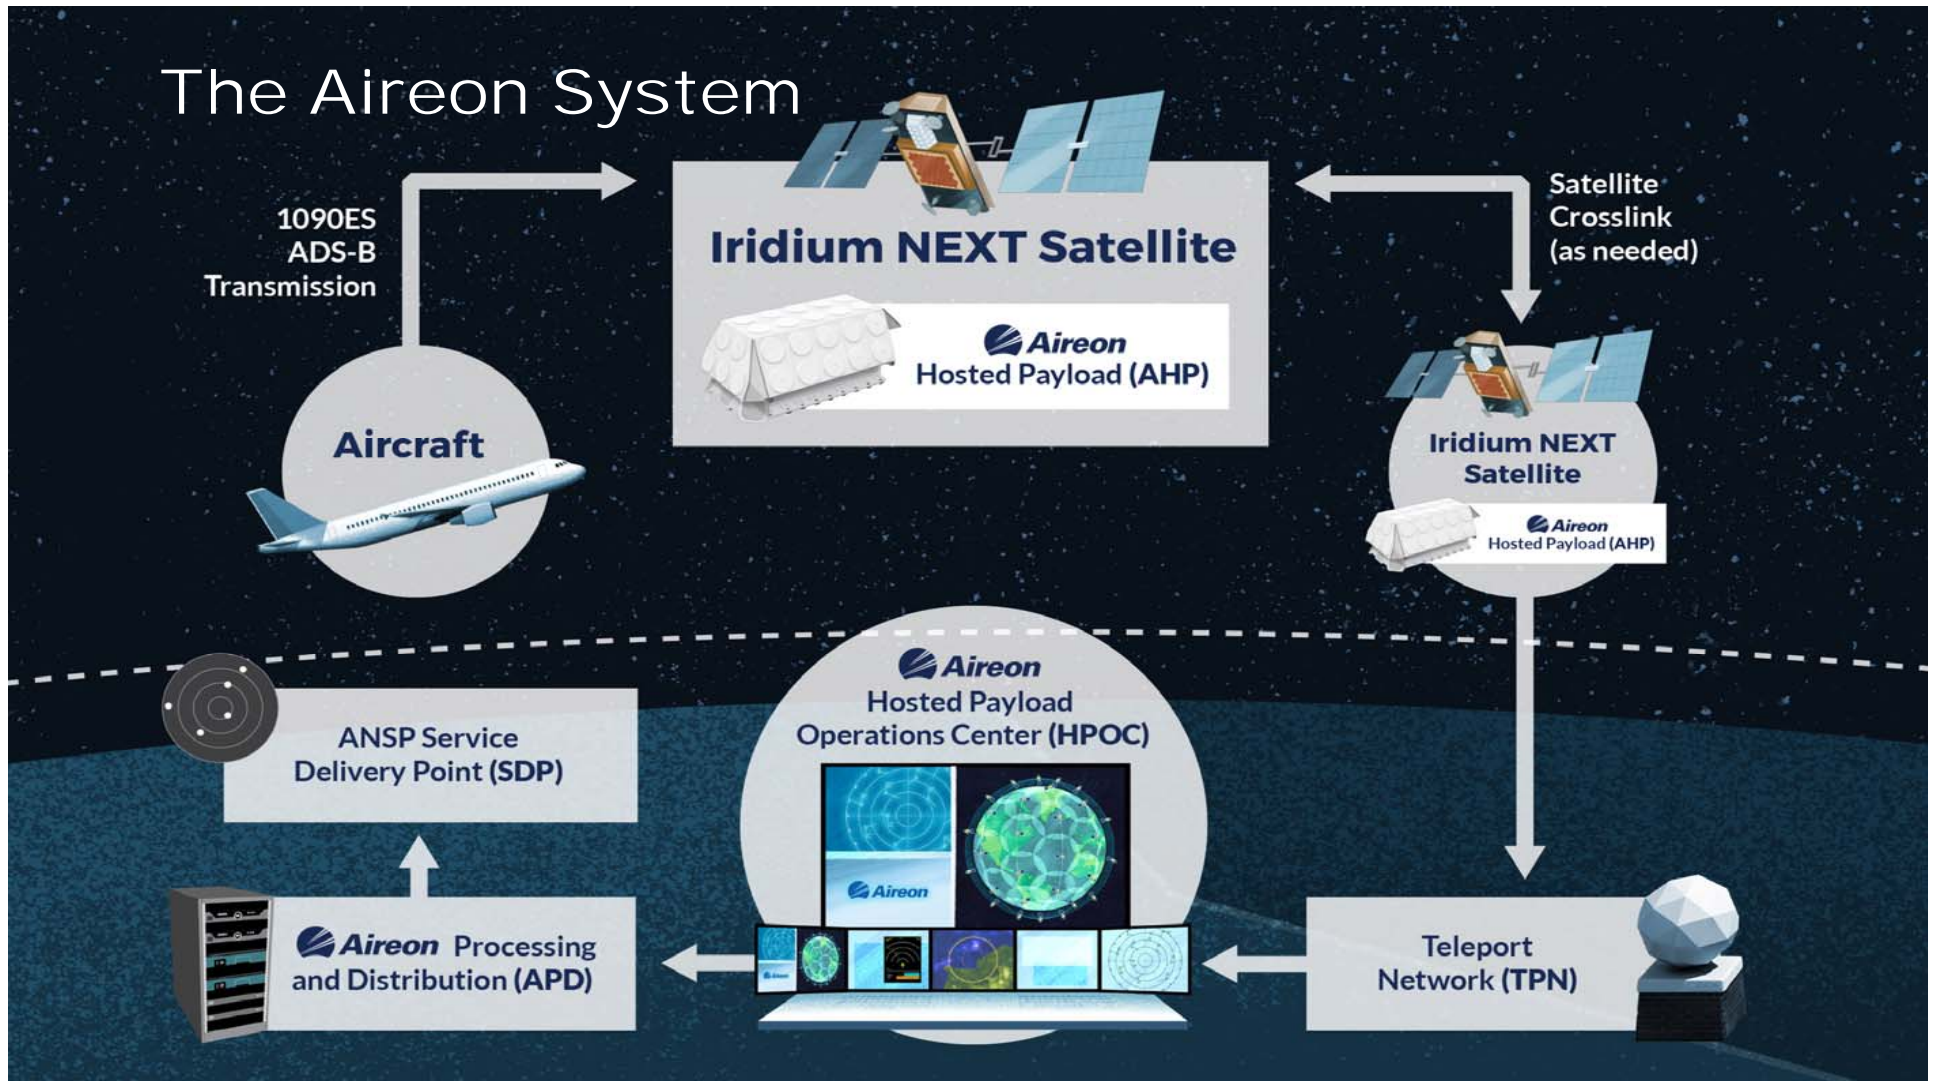 The Aireon System
1090ES
ADS-B
Transmission
Iridium NEXT Satellite
Aireon
Hosted Payload (AHP)
Satellite
Crosslink
(as needed)
Aircraft
Iridium NEXT
Satellite
Aireon
Hosted Payload (AHP)
Aireon
Hosted Payload
Operations Center (HPOC)
Aireon
Aireon
ANSP Service
Delivery Point (SDP)
Aireon Processing
and Distribution (APD)
Teleport
Network (TPN)